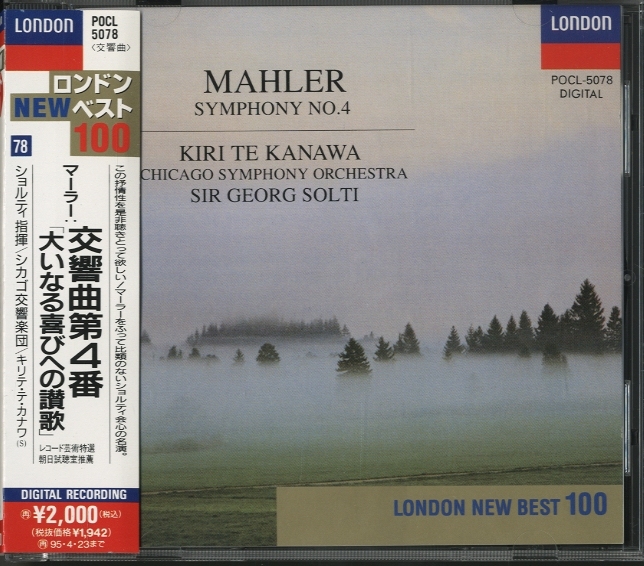 LONDON
POCL
5078
〈交響曲〉
ロンドン
NEWベスト
100
78
この抒情性を是非聴きとって欲しい!マーラーをふって比類のないショルティ会心の名演。
マーラー:
交響曲第4番
「大いなる喜びへの讃歌」
ショルティ指揮/シカゴ交響楽団/キリ・テ・カナワ(S)
レコード芸術特選
朝日試聴室推薦
DIGITAL RECORDING
再¥2,000(税込)
(税抜価格¥1,942)
再95・4・23まで
LONDON
POCL-5078
DIGITAL
MAHLER
SYMPHONY NO.4
KIRI TE KANAWA
CHICAGO SYMPHONY ORCHESTRA
SIR GEORG SOLTI
LONDON NEW BEST 100